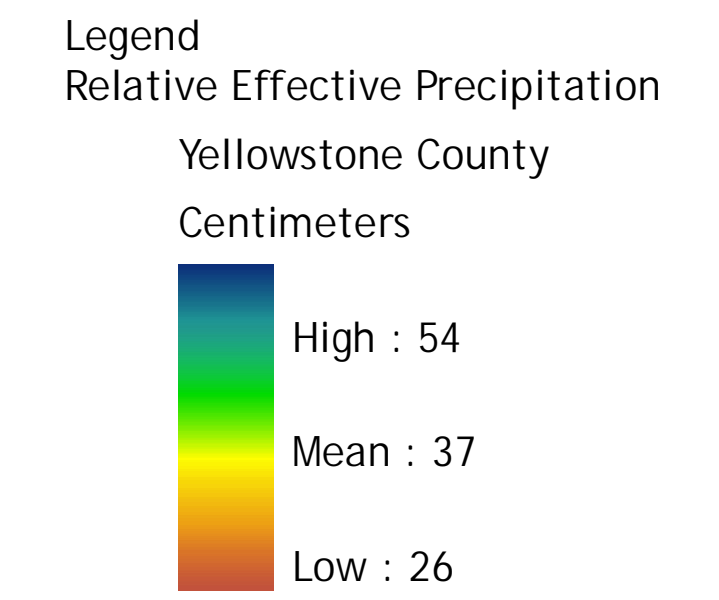 Legend
Relative Effective Precipitation
Yellowstone County
Centimeters
High : 54
Mean : 37
Low : 26